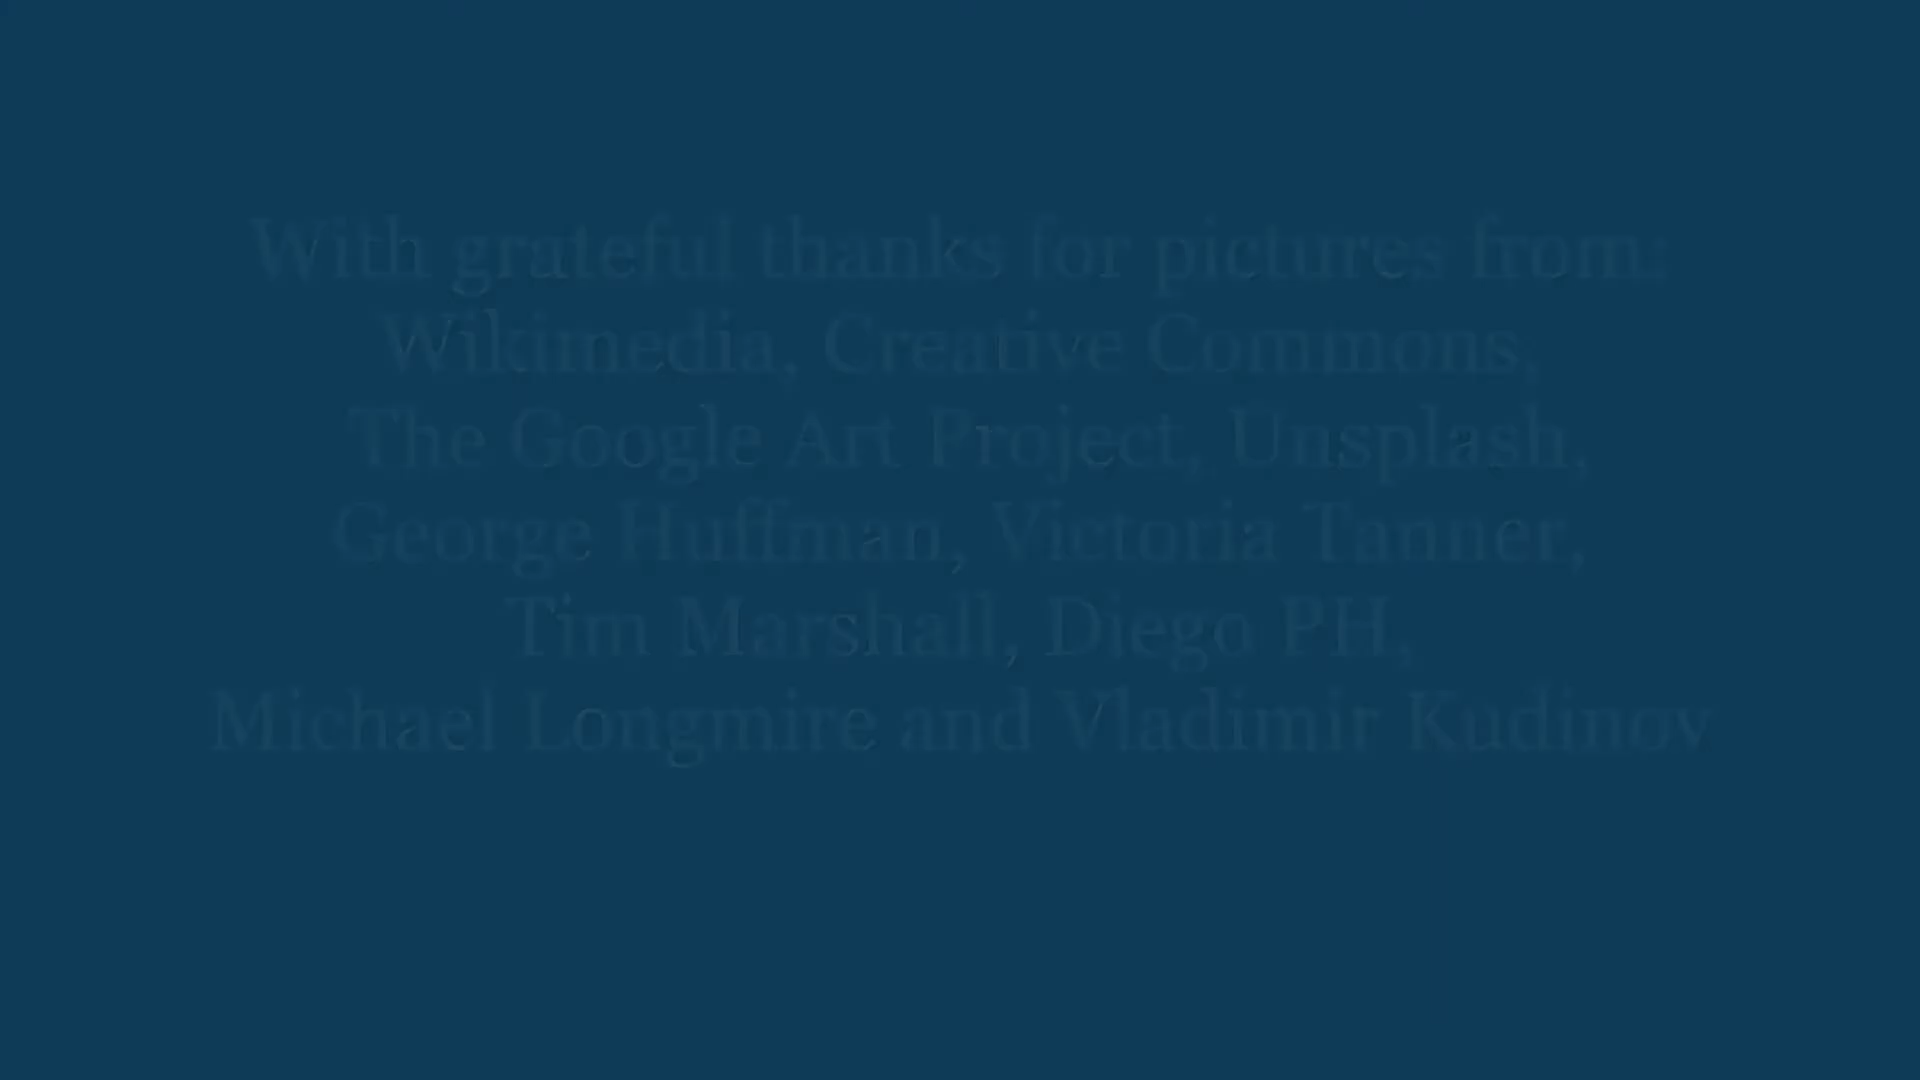 With grateful thanks for pictures from:
Wikimedia, Creative Commons,
The Google Art Project, Unsplash,
George Huffman, Victoria Tanner,
Tim Marshall, Diego PH,
Michael Longmire and Vladimir Kudinov